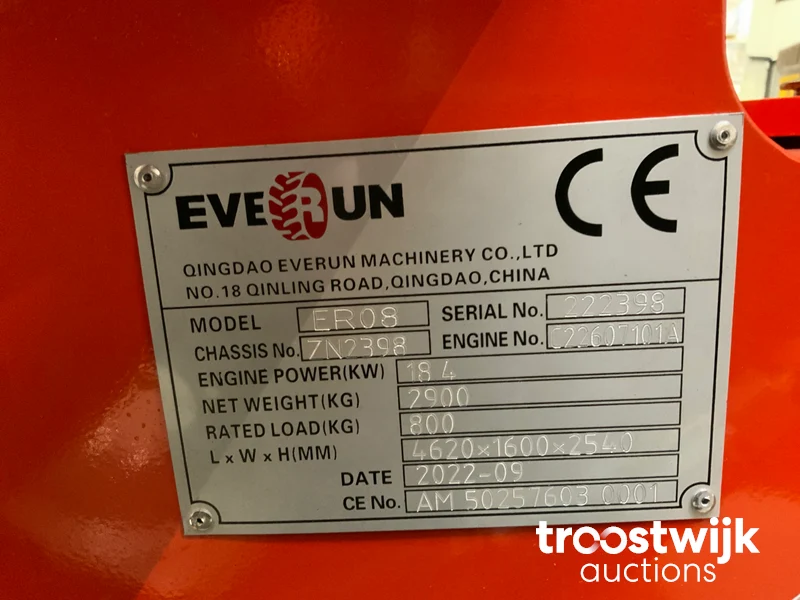 EVERUN CE
QINGDAO EVERUN MACHINERY CO.,LTD
NO.18 QINLING ROAD,QINGDAO,CHINA
MODEL ER08 SERIAL No. 222398
CHASSIS No. ZN2398 ENGINE No. C22607101A
ENGINE POWER(KW) 18.4
NET WEIGHT(KG) 2900
RATED LOAD(KG) 800
L x W x H(MM) 4620×1600×2540
DATE 2022-09
CE No. AM 50257603 0001
troostwijk
auctions